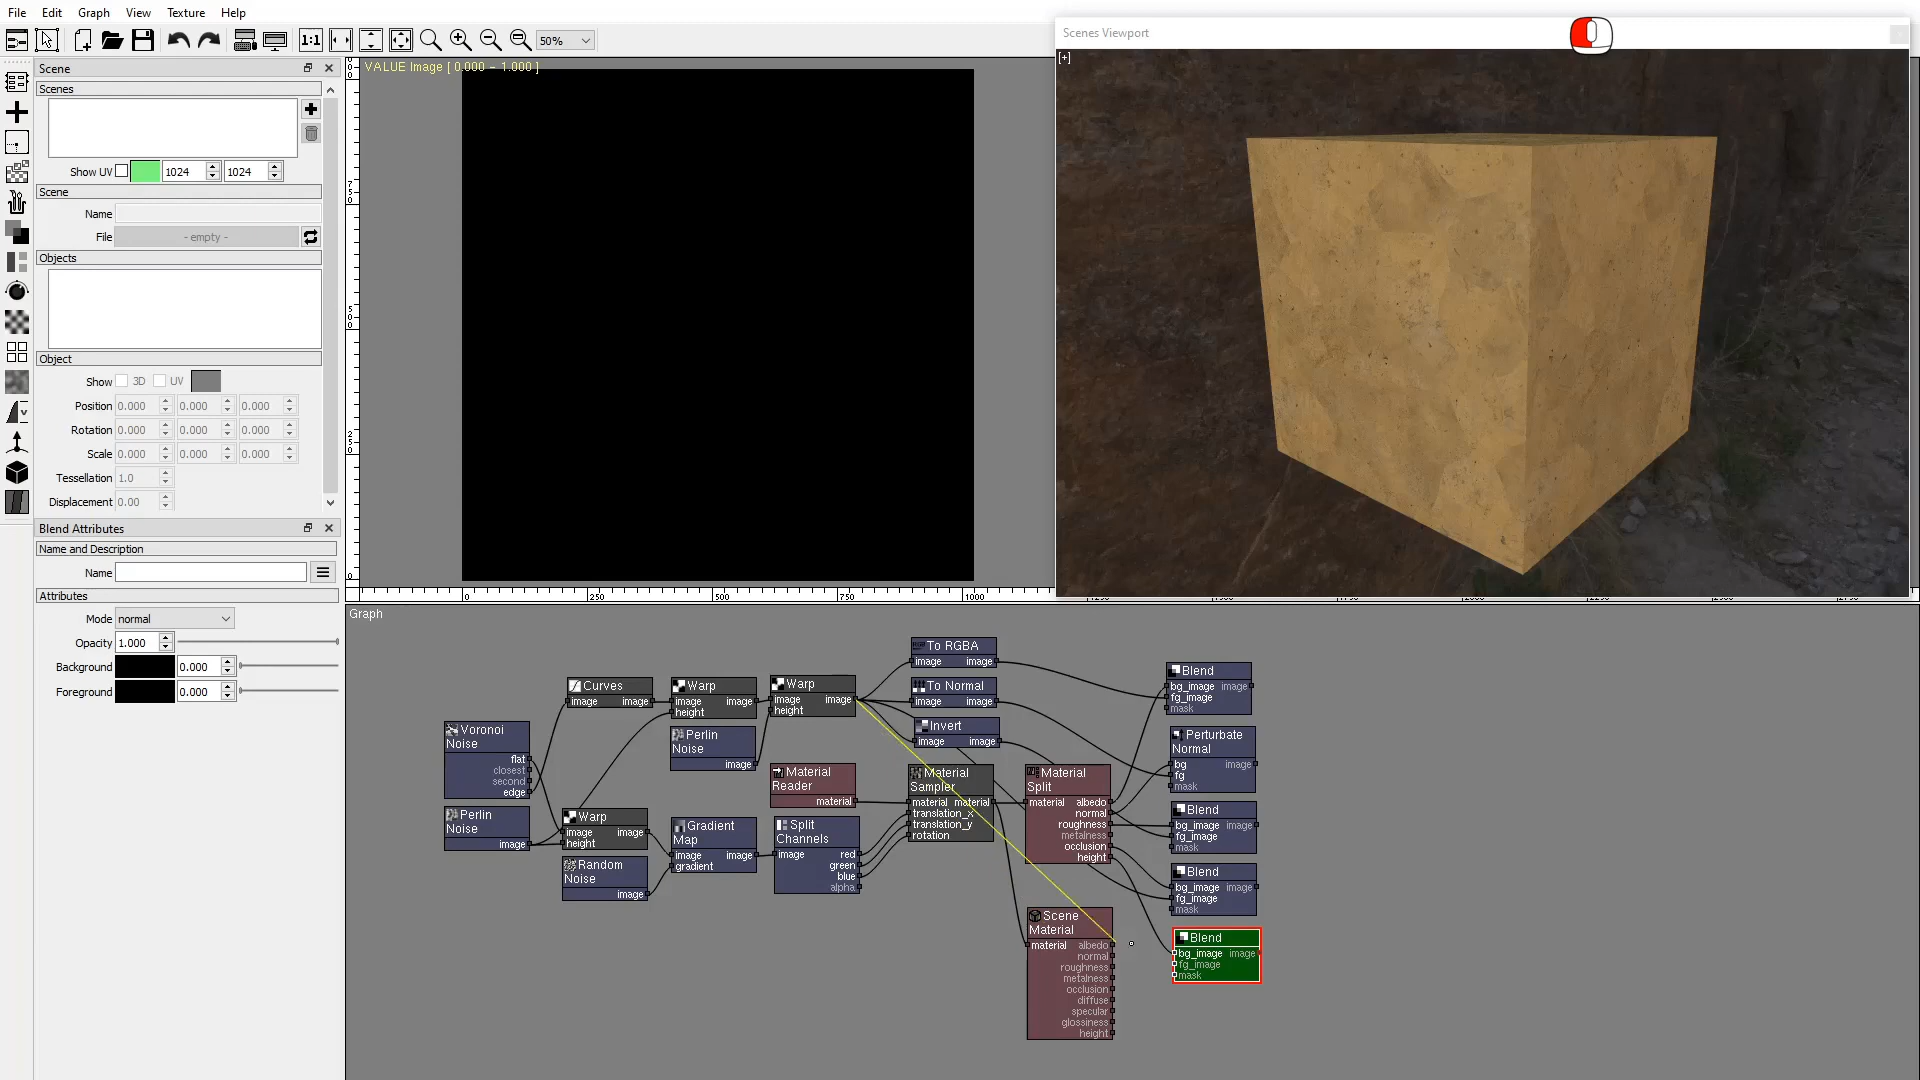 File Edit Graph View Texture Help
1:1
50%
Scene
Scenes
Show UV 1024 1024
Scene
Name
File - empty -
Objects
Object
Show 3D UV
Position 0.000 0.000 0.000
Rotation 0.000 0.000 0.000
Scale 0.000 0.000 0.000
Tessellation 1.0
Displacement 0.00
Blend Attributes
Name and Description
Name
Attributes
Mode normal
Opacity 1.000
Background 0.000
Foreground 0.000
VALUE Image [ 0.000 - 1.000 ]
750
500
250
0
0 250 500 750 1000
Scenes Viewport
[+]
Graph
Voronoi
Noise
flat
closest
second
edge
Perlin
Noise
image
Curves
image image
Warp
image image
height
Random
Noise
image
Warp
image image
height
Perlin
Noise
image
Gradient
Map
image image
gradient
Warp
image image
height
Material
Reader
material
Split
Channels
image red
green
blue
alpha
To RGBA
image image
To Normal
image image
Invert
image image
Material
Sampler
material material
translation_x
translation_y
rotation
Material
Split
material albedo
normal
roughness
metalness
occlusion
height
Scene
Material
material albedo
normal
roughness
metalness
occlusion
diffuse
specular
glossiness
height
Blend
bg_image image
fg_image
mask
Perturbate
Normal
bg image
fg
mask
Blend
bg_image image
fg_image
mask
Blend
bg_image image
fg_image
mask
Blend
bg_image image
fg_image
mask